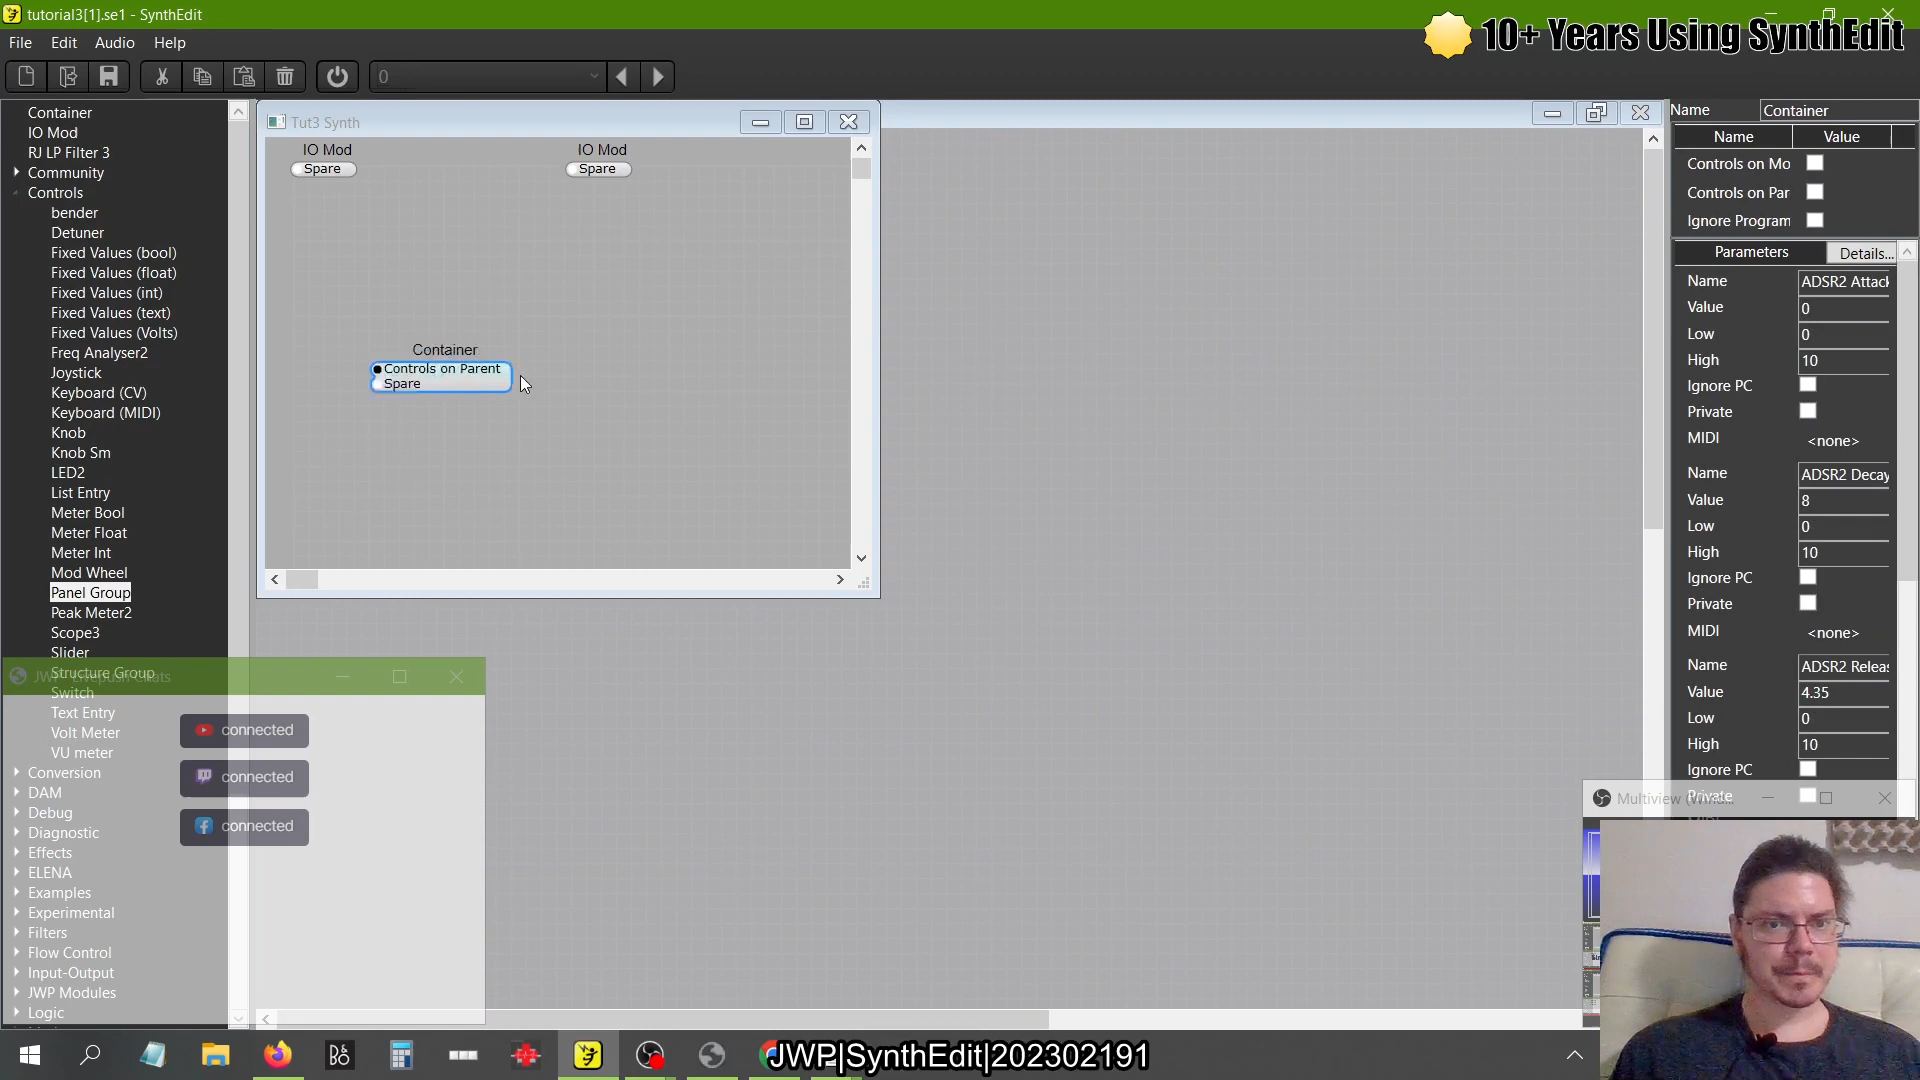 tutorial3[1].se1 - SynthEdit
10+ Years Using SynthEdit
File Edit Audio Help
0
Container
IO Mod
RJ LP Filter 3
Community
Controls
bender
Detuner
Fixed Values (bool)
Fixed Values (float)
Fixed Values (int)
Fixed Values (text)
Fixed Values (Volts)
Freq Analyser2
Joystick
Keyboard (CV)
Keyboard (MIDI)
Knob
Knob Sm
LED2
List Entry
Meter Bool
Meter Float
Meter Int
Mod Wheel
Panel Group
Peak Meter2
Scope3
Slider
Structure Group
Switch
Text Entry
Volt Meter
VU meter
Conversion
DAM
Debug
Diagnostic
Effects
ELENA
Examples
Experimental
Filters
Flow Control
Input-Output
JWP Modules
Logic
Tut3 Synth
IO Mod
Spare
IO Mod
Spare
Container
Controls on Parent
Spare
JWP
connected
connected
connected
Name Container
Name Value
Controls on Mo
Controls on Par
Ignore Program
Parameters Details...
Name ADSR2 Attack
Value 0
Low 0
High 10
Ignore PC
Private
MIDI <none>
Name ADSR2 Decay
Value 8
Low 0
High 10
Ignore PC
Private
MIDI <none>
Name ADSR2 Releas
Value 4.35
Low 0
High 10
Ignore PC
Private
Multiview
JWP|SynthEdit|202302191